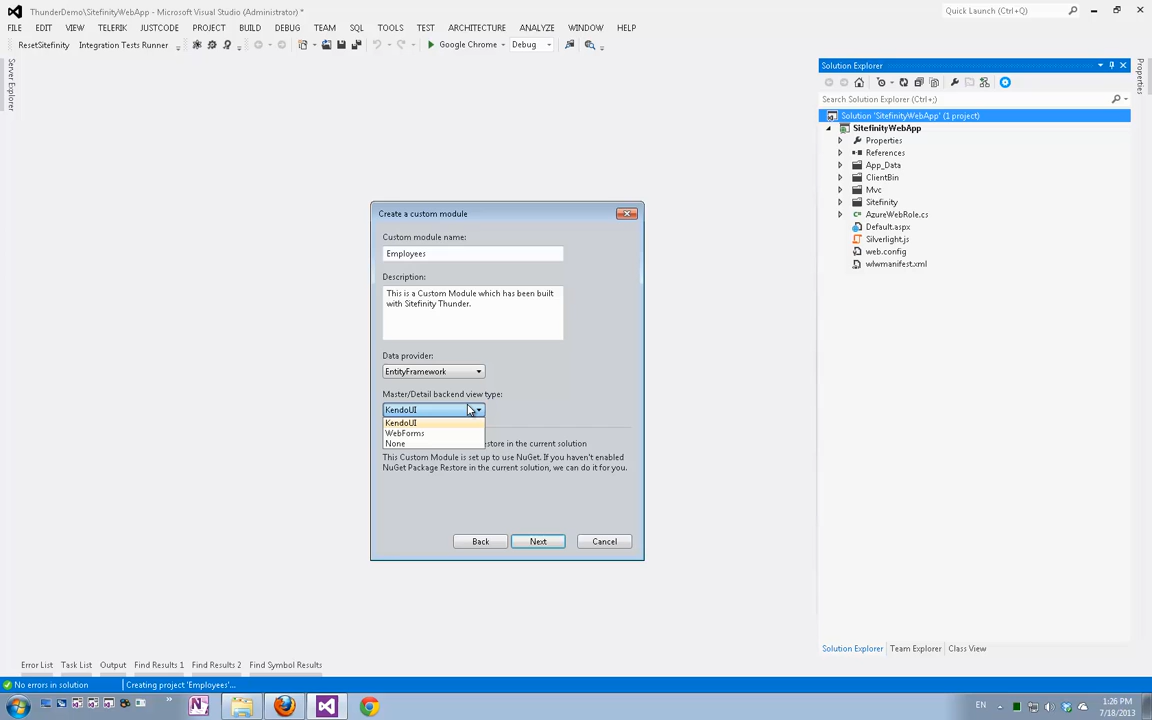 ThunderDemo\SitefinityWebApp - Microsoft Visual Studio (Administrator) *
Quick Launch (Ctrl+Q)
FILE EDIT VIEW TELERIK JUSTCODE PROJECT BUILD DEBUG TEAM SQL TOOLS TEST ARCHITECTURE ANALYZE WINDOW HELP
ResetSitefinity Integration Tests Runner Google Chrome Debug
Server Explorer
Solution Explorer
Properties
Search Solution Explorer (Ctrl+;)
Solution 'SitefinityWebApp' (1 project)
SitefinityWebApp
Properties
References
App_Data
ClientBin
Mvc
Sitefinity
AzureWebRole.cs
Default.aspx
Silverlight.js
web.config
wlwmanifest.xml
Create a custom module
Custom module name:
Employees
Description:
This is a Custom Module which has been built
with Sitefinity Thunder.
Data provider:
EntityFramework
Master/Detail backend view type:
KendoUI
KendoUI
WebForms
None
estore in the current solution
This Custom Module is set up to use NuGet. If you haven't enabled
NuGet Package Restore in the current solution, we can do it for you.
Back Next Cancel
Solution Explorer Team Explorer Class View
Error List Task List Output Find Results 1 Find Results 2 Find Symbol Results
No errors in solution Creating project 'Employees'...
EN
1:26 PM
7/18/2013